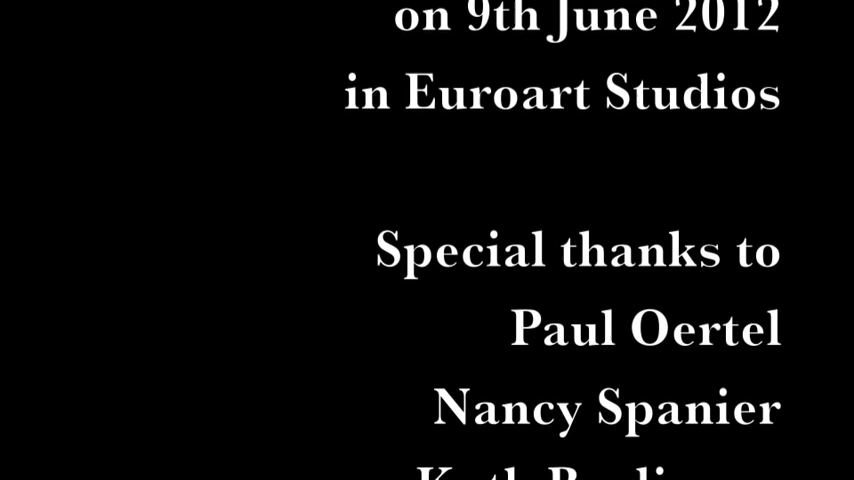 on 9th June 2012
in Euroart Studios
Special thanks to
Paul Oertel
Nancy Spanier